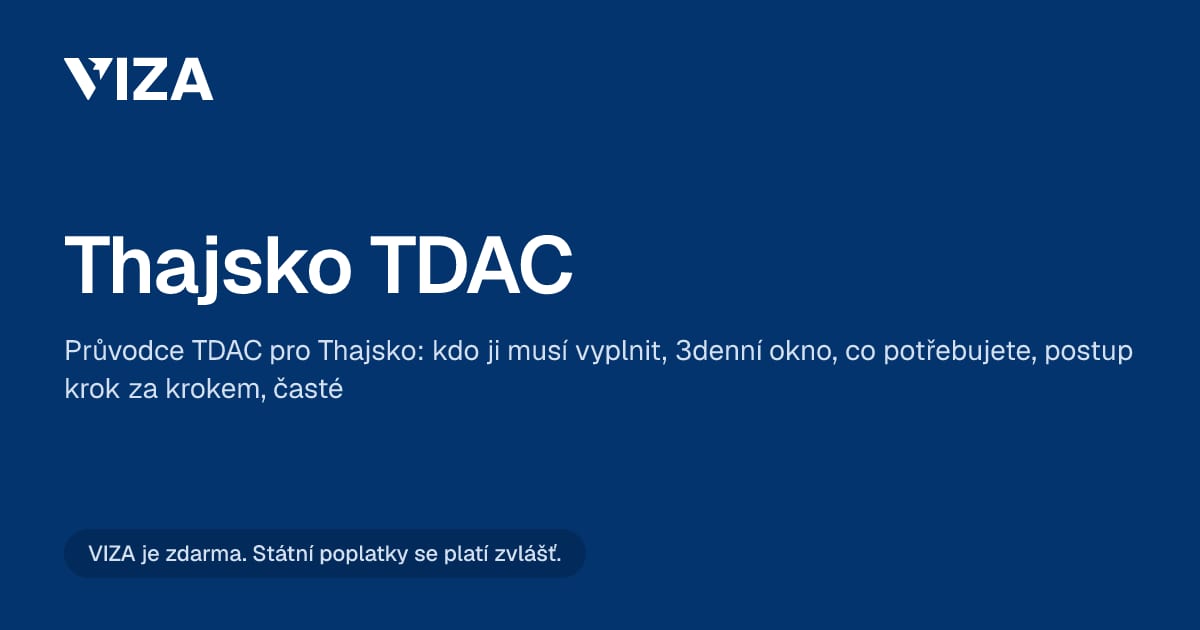 VIZA
Thajsko TDAC
Průvodce TDAC pro Thajsko: kdo ji musí vyplnit, 3denní okno, co potřebujete, postup
krok za krokem, časté
VIZA je zdarma. Státní poplatky se platí zvlášť.